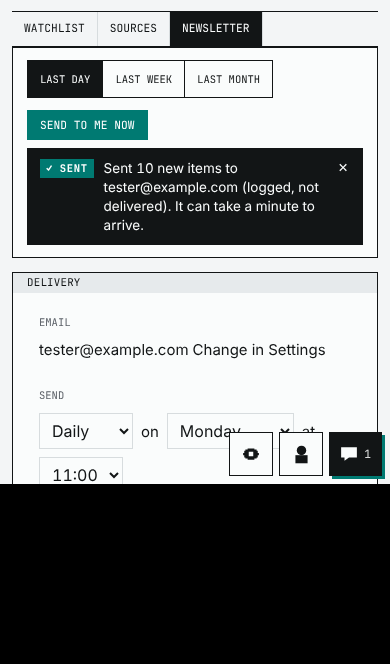 WATCHLIST SOURCES NEWSLETTER
LAST DAY LAST WEEK LAST MONTH
SEND TO ME NOW
✓ SENT Sent 10 new items to ×
tester@example.com (logged, not
delivered). It can take a minute to
arrive.
DELIVERY
EMAIL
tester@example.com Change in Settings
SEND
Daily on Monday at
11:00 1